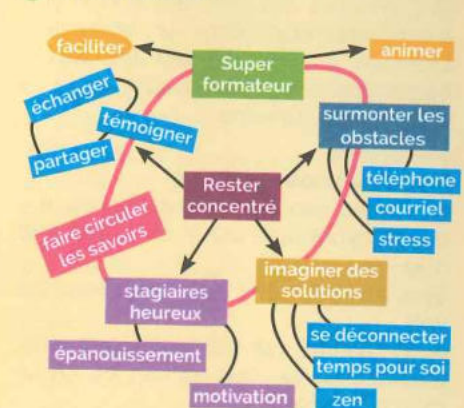 faciliter
Super
formateur
animer
échanger
témoigner
partager
surmonter les
obstacles
téléphone
courriel
stress
Rester
concentré
faire circuler
les savoirs
stagiaires
heureux
imaginer des
solutions
épanouissement
motivation
se déconnecter
temps pour soi
zen